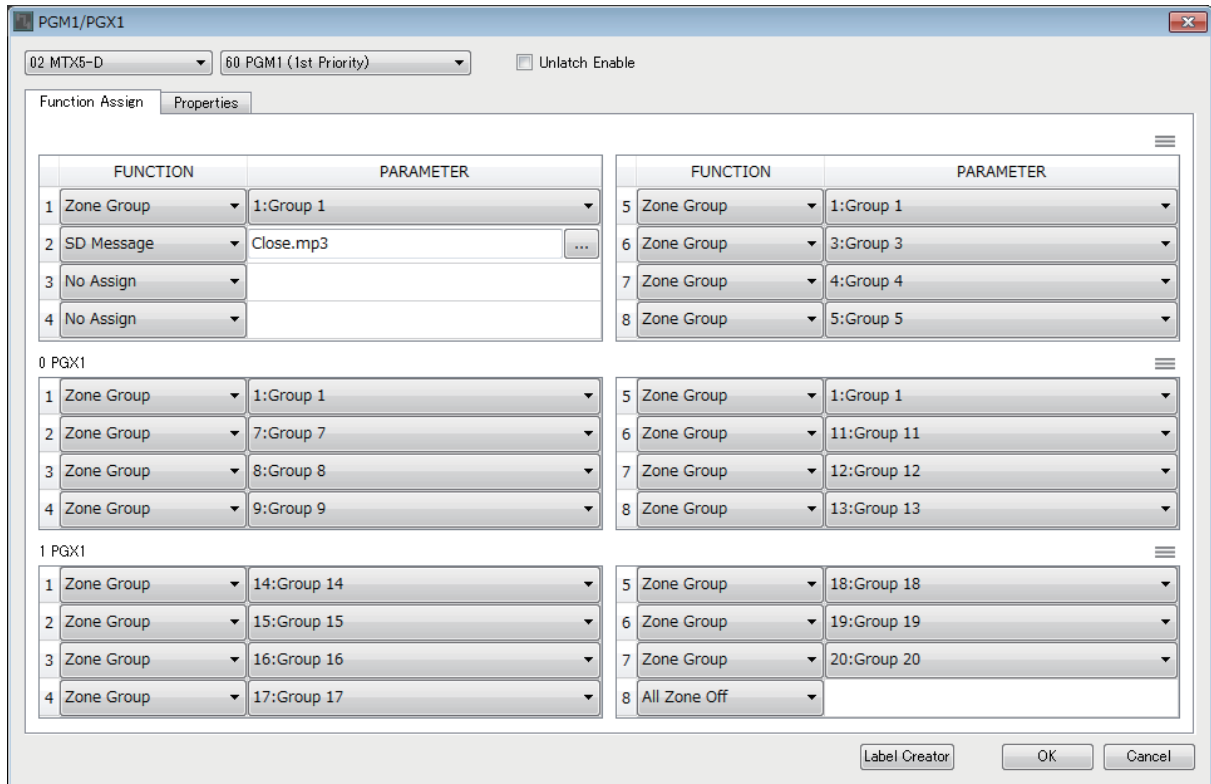 PGM1/PGX1
02 MTX5-D 60 PGM1 (1st Priority) Unlatch Enable
Function Assign Properties
FUNCTION PARAMETER FUNCTION PARAMETER
1 Zone Group 1:Group 1 5 Zone Group 1:Group 1
2 SD Message Close.mp3 ... 6 Zone Group 3:Group 3
3 No Assign 7 Zone Group 4:Group 4
4 No Assign 8 Zone Group 5:Group 5
0 PGX1
1 Zone Group 1:Group 1 5 Zone Group 1:Group 1
2 Zone Group 7:Group 7 6 Zone Group 11:Group 11
3 Zone Group 8:Group 8 7 Zone Group 12:Group 12
4 Zone Group 9:Group 9 8 Zone Group 13:Group 13
1 PGX1
1 Zone Group 14:Group 14 5 Zone Group 18:Group 18
2 Zone Group 15:Group 15 6 Zone Group 19:Group 19
3 Zone Group 16:Group 16 7 Zone Group 20:Group 20
4 Zone Group 17:Group 17 8 All Zone Off
Label Creator OK Cancel